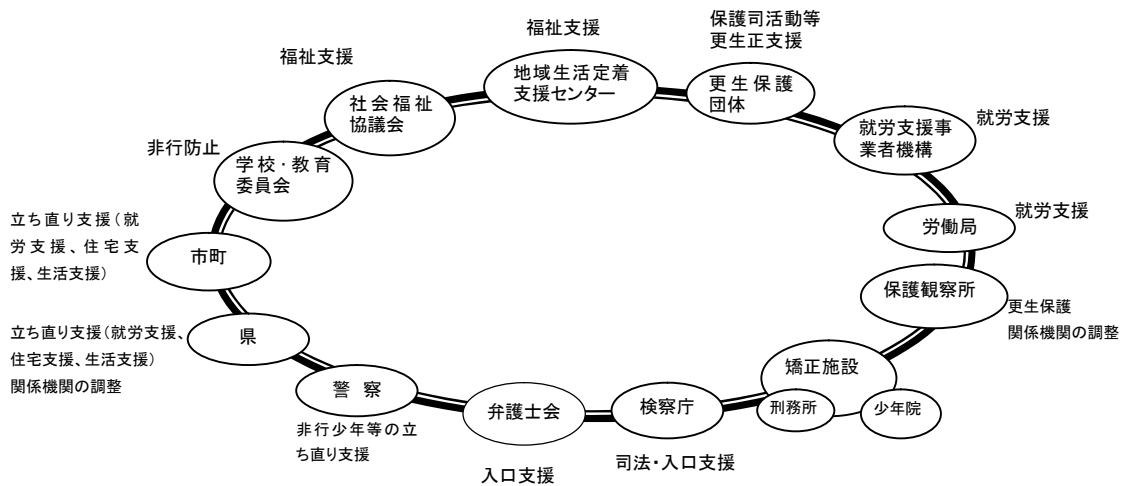 福祉支援
地域生活定着
支援センター
保護司活動等
更生正支援
更生保護
団体
就労支援
就労支援事
業者機構
就労支援
労働局
保護観察所
更生保護
関係機関の調整
矯正施設
刑務所
少年院
検察庁
司法・入口支援
弁護士会
入口支援
警察
非行少年等の立
ち直り支援
県
立ち直り支援（就労支援、
住宅支援、生活支援）
関係機関の調整
市町
立ち直り支援（就
労支援、住宅支
援、生活支援）
非行防止
学校・教育
委員会
福祉支援
社会福祉
協議会